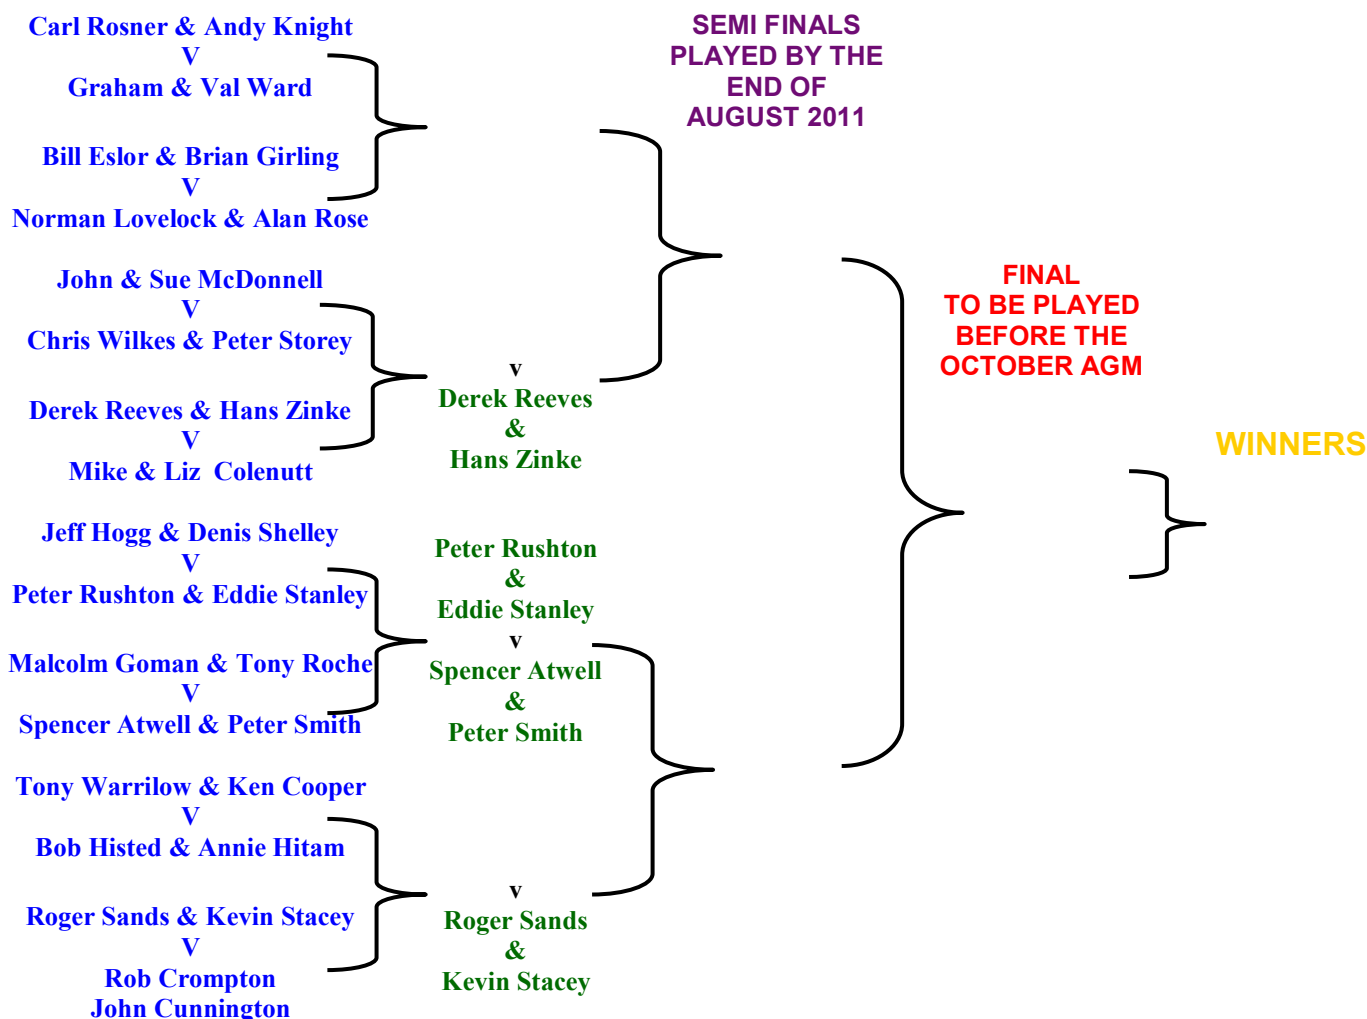 Carl Rosner & Andy Knight
V
Graham & Val Ward
Bill Eslor & Brian Girling
V
Norman Lovelock & Alan Rose
John & Sue McDonnell
V
Chris Wilkes & Peter Storey
Derek Reeves & Hans Zinke
V
Mike & Liz Colenutt
Jeff Hogg & Denis Shelley
V
Peter Rushton & Eddie Stanley
Malcolm Goman & Tony Roche
V
Spencer Atwell & Peter Smith
Tony Warrilow & Ken Cooper
V
Bob Histed & Annie Hitam
Roger Sands & Kevin Stacey
V
Rob Crompton
John Cunnington
v
Derek Reeves
&
Hans Zinke
Peter Rushton
&
Eddie Stanley
v
Spencer Atwell
&
Peter Smith
v
Roger Sands
&
Kevin Stacey
SEMI FINALS
PLAYED BY THE
END OF
AUGUST 2011
FINAL
TO BE PLAYED
BEFORE THE
OCTOBER AGM
WINNERS